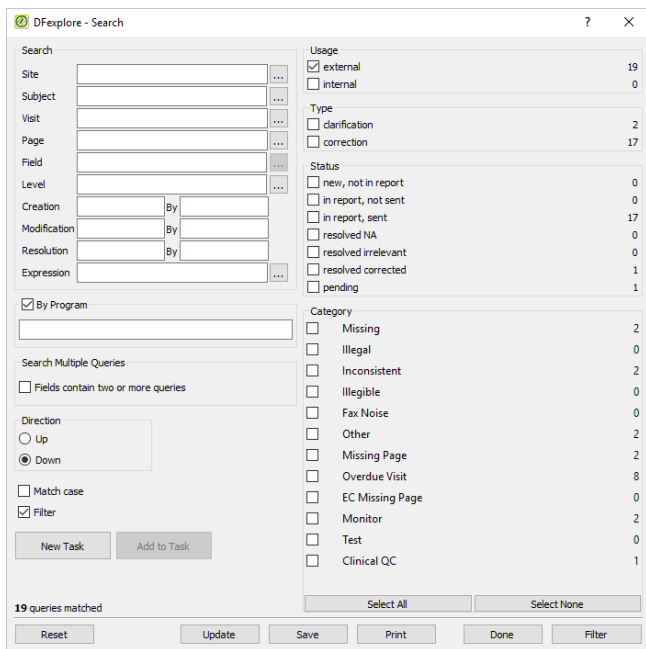 DFexplore - Search
?
Search
Site ...
Subject ...
Visit ...
Page ...
Field ...
Level ...
Creation By
Modification By
Resolution By
Expression ...
By Program
Search Multiple Queries
Fields contain two or more queries
Direction
Up
Down
Match case
Filter
New Task Add to Task
19 queries matched
Usage
external 19
internal 0
Type
clarification 2
correction 17
Status
new, not in report 0
in report, not sent 0
in report, sent 17
resolved NA 0
resolved irrelevant 0
resolved corrected 1
pending 1
Category
Missing 2
Illegal 0
Inconsistent 2
Illegible 0
Fax Noise 0
Other 2
Missing Page 2
Overdue Visit 8
EC Missing Page 0
Monitor 2
Test 0
Clinical QC 1
Select All Select None
Reset Update Save Print Done Filter